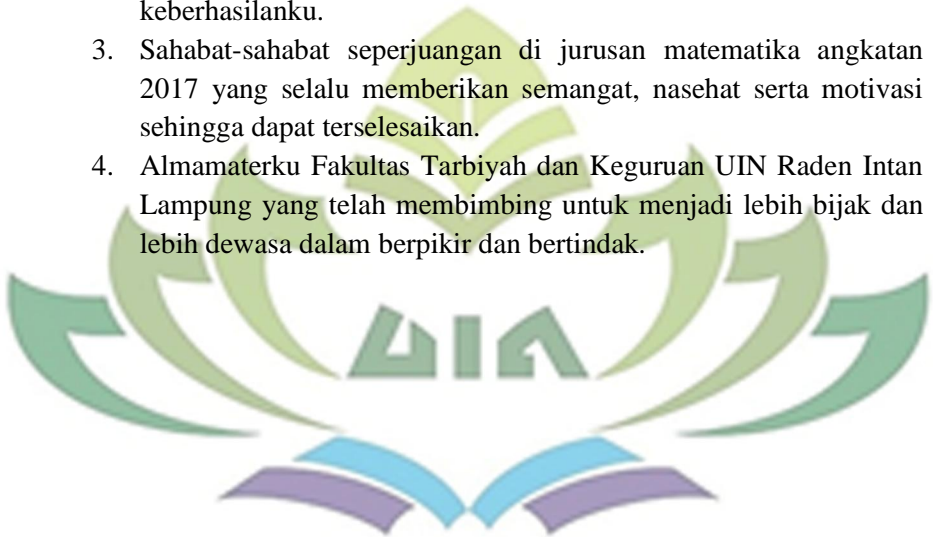 keberhasilanku.
3. Sahabat-sahabat seperjuangan di jurusan matematika angkatan
2017 yang selalu memberikan semangat, nasehat serta motivasi
sehingga dapat terselesaikan.
4. Almamaterku Fakultas Tarbiyah dan Keguruan UIN Raden Intan
Lampung yang telah membimbing untuk menjadi lebih bijak dan
lebih dewasa dalam berpikir dan bertindak.
UIN